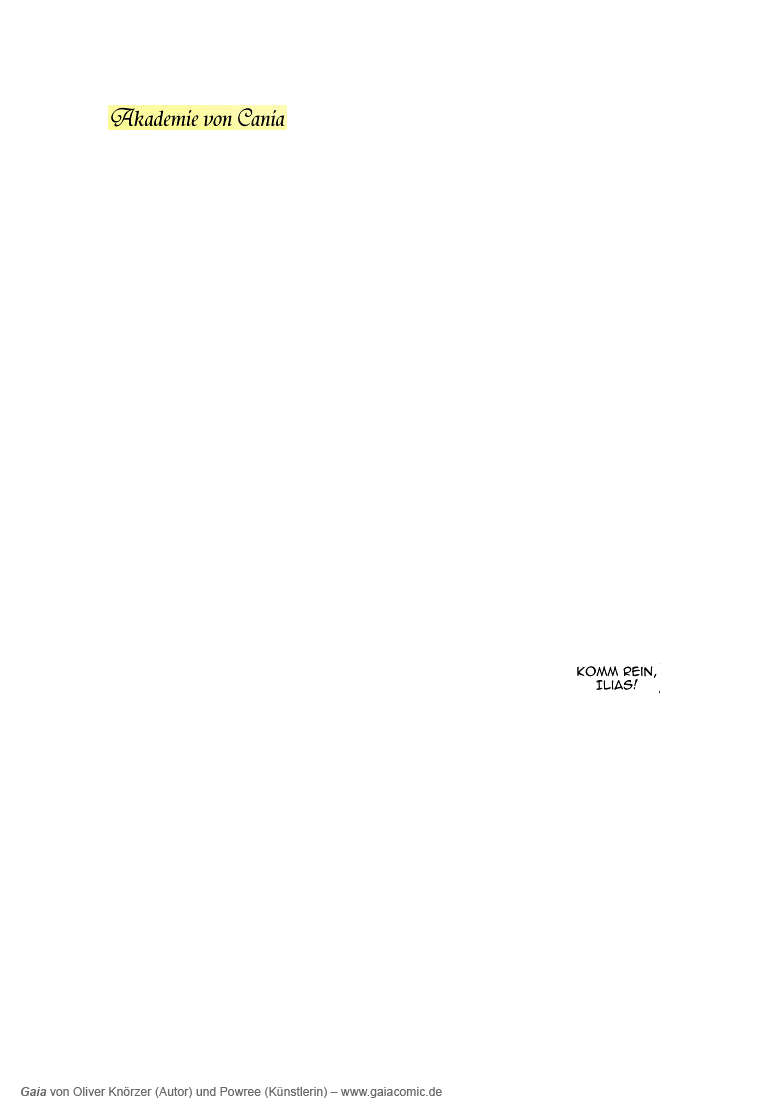 Akademie von Cania
KOMM REIN,
ILIAS!
Gaia von Oliver Knörzer (Autor) und Powree (Künstlerin) – www.gaiacomic.de